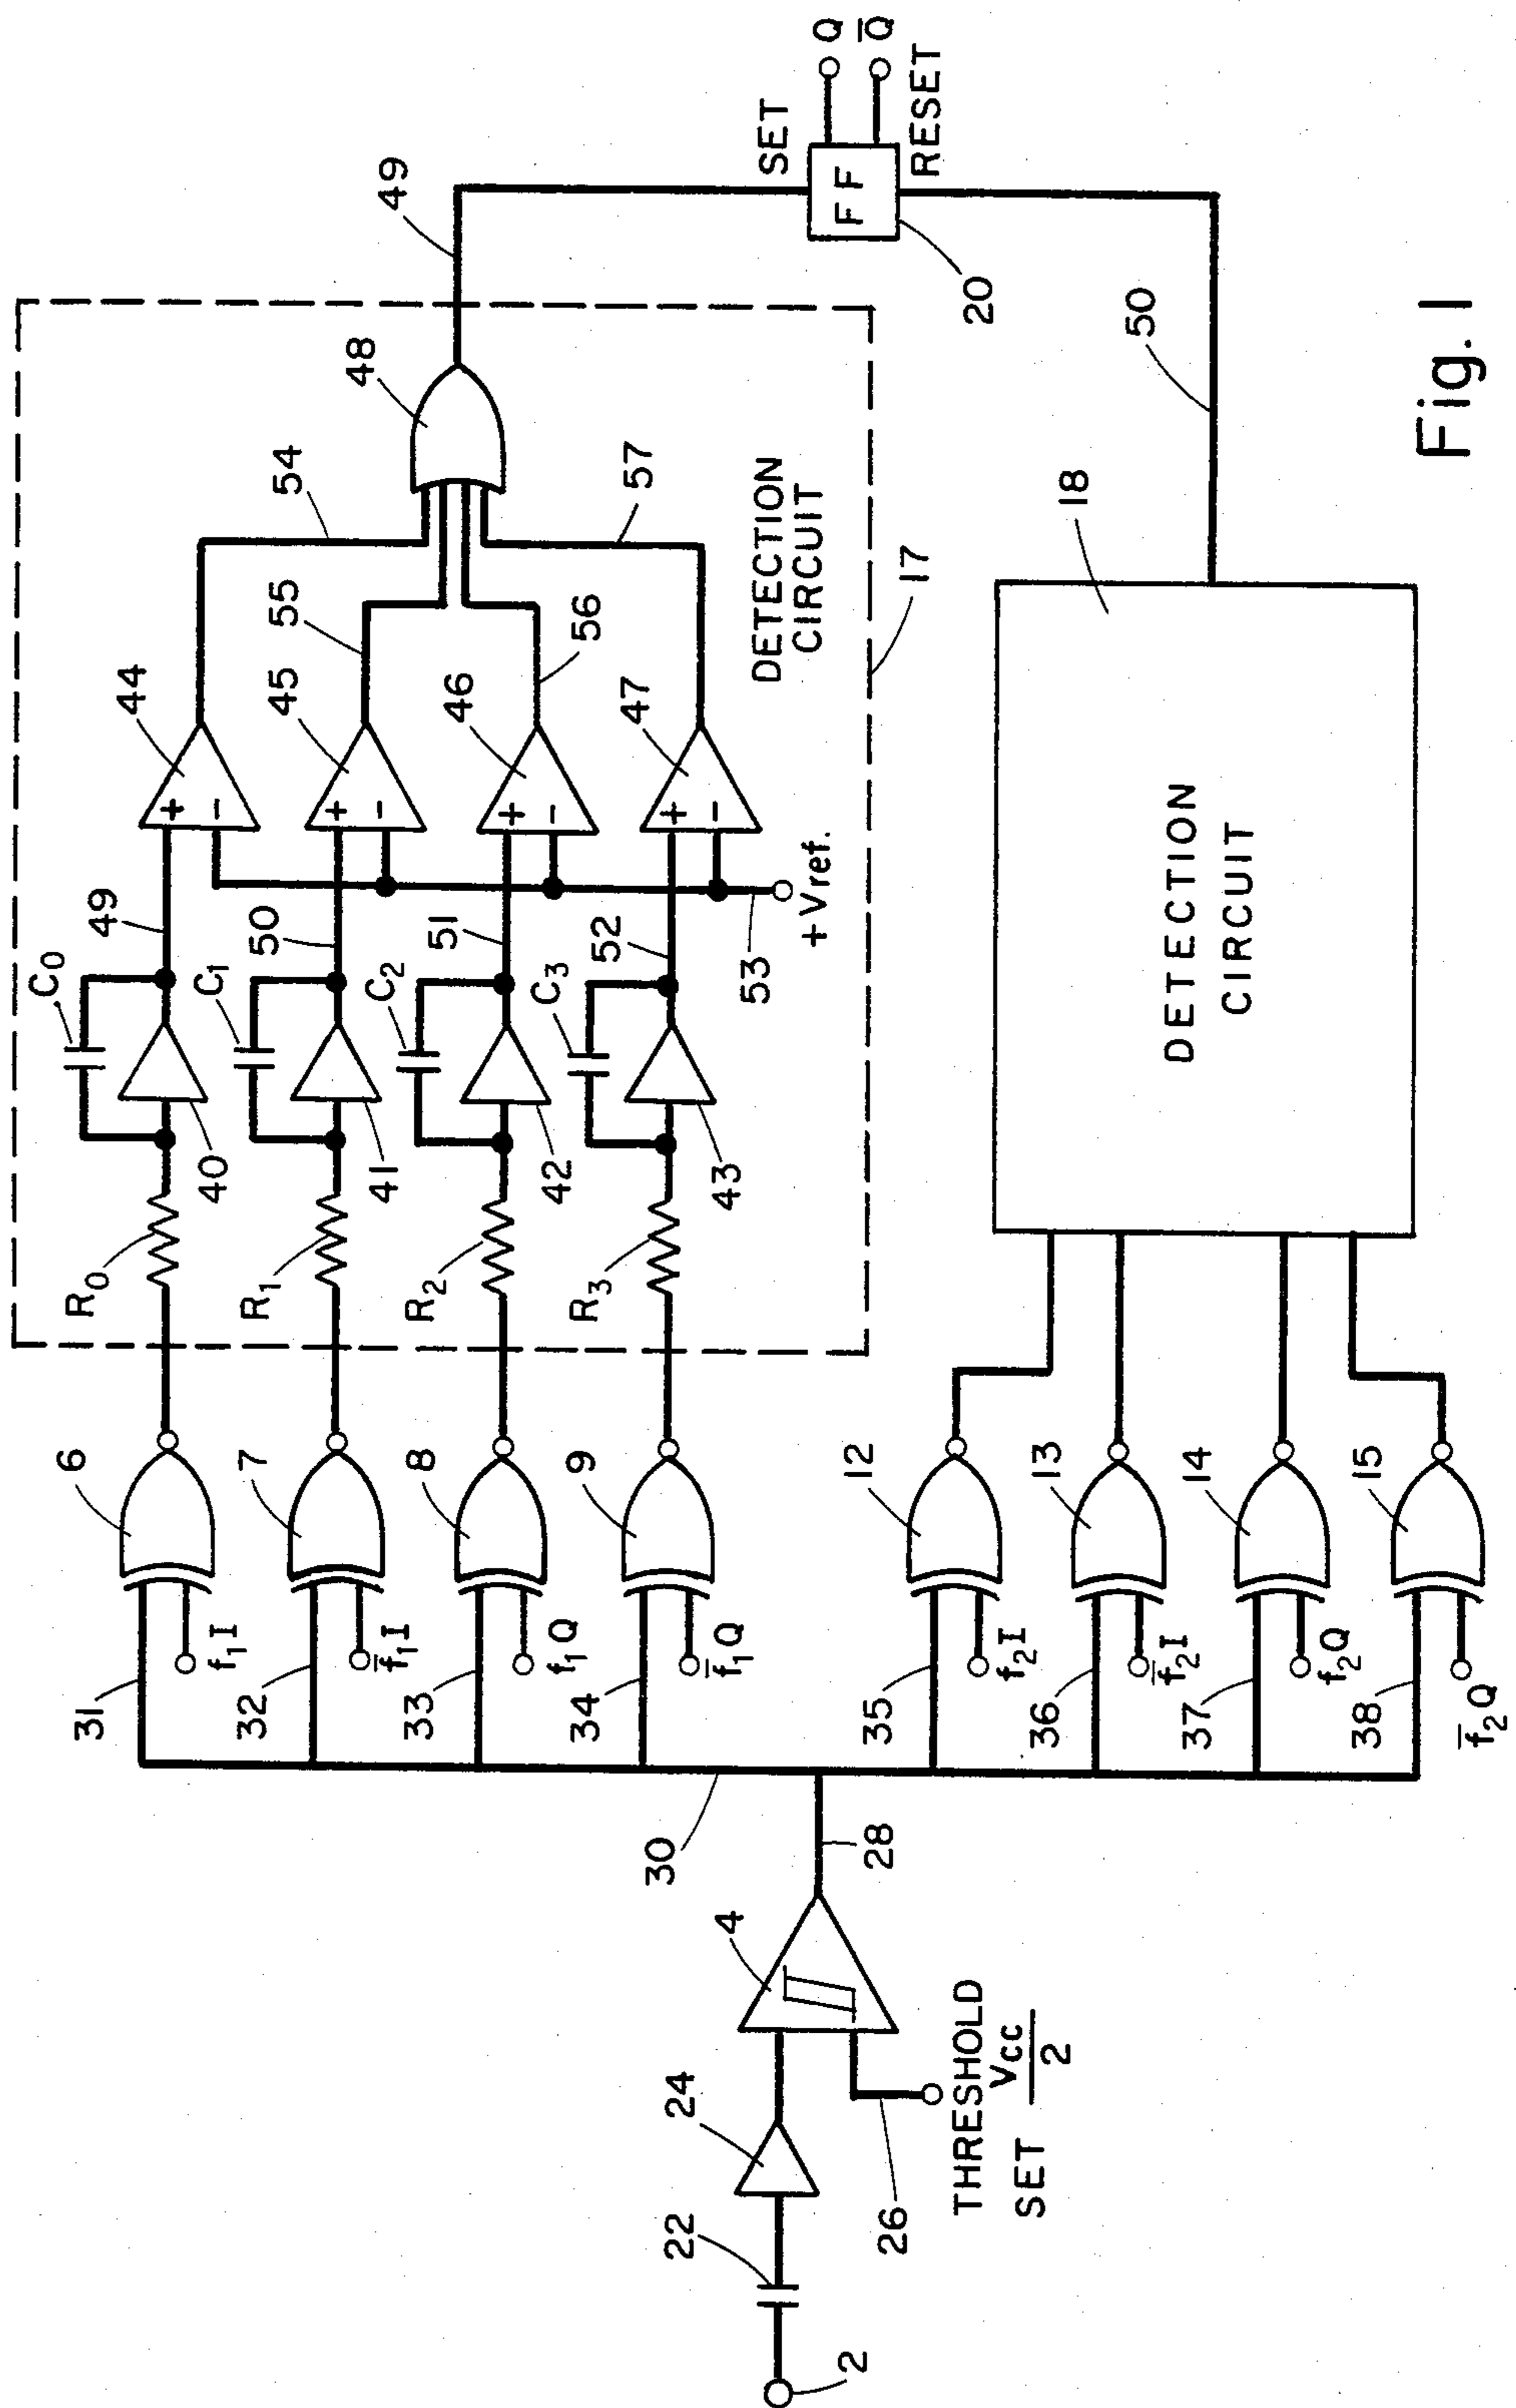 2
22
24
26
THRESHOLD
SET Vcc/2
4
28
30
31
f₁I
32
f̅₁I
33
f₁Q
34
f̅₁Q
35
f₂I
36
f̅₂I
37
f₂Q
38
f̅₂Q
6
7
8
9
12
13
14
15
R₀
R₁
R₂
R₃
40
41
42
43
C₀
C₁
C₂
C₃
49
50
51
52
53
+Vref.
+
−
+
−
+
−
+
−
44
45
46
47
54
55
56
57
48
DETECTION
CIRCUIT
17
DETECTION
CIRCUIT
18
49
50
SET
FF
RESET
20
Q
Q̅
Fig. 1